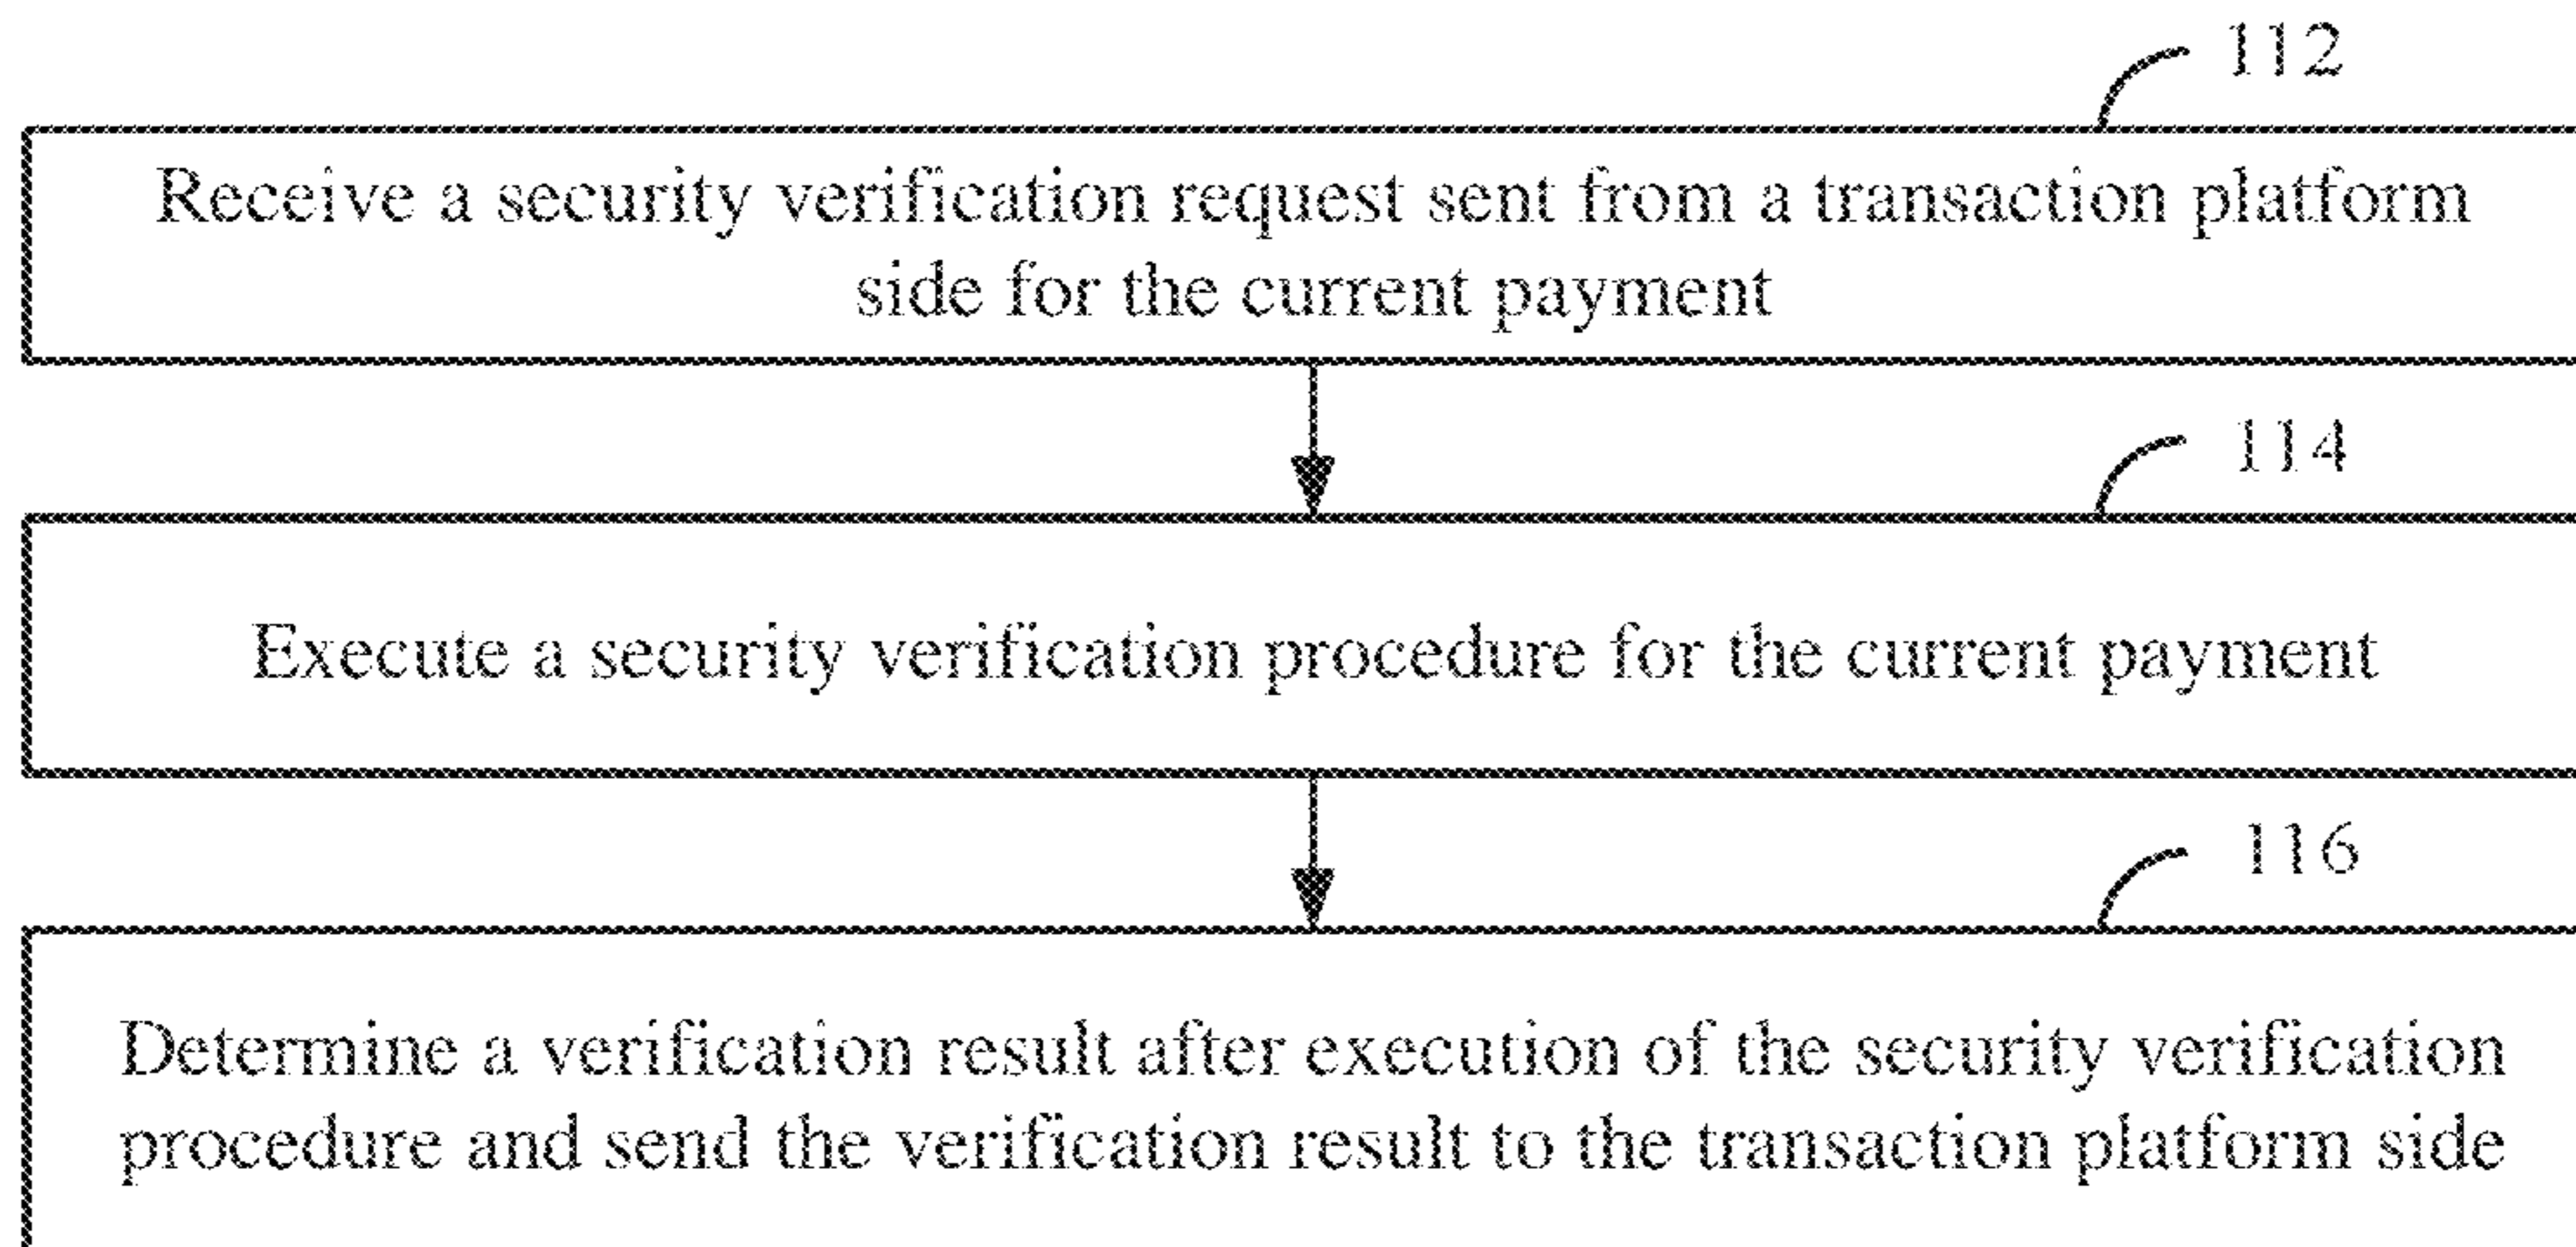 112
Receive a security verification request sent from a transaction platform
side for the current payment
114
Execute a security verification procedure for the current payment
116
Determine a verification result after execution of the security verification
procedure and send the verification result to the transaction platform side